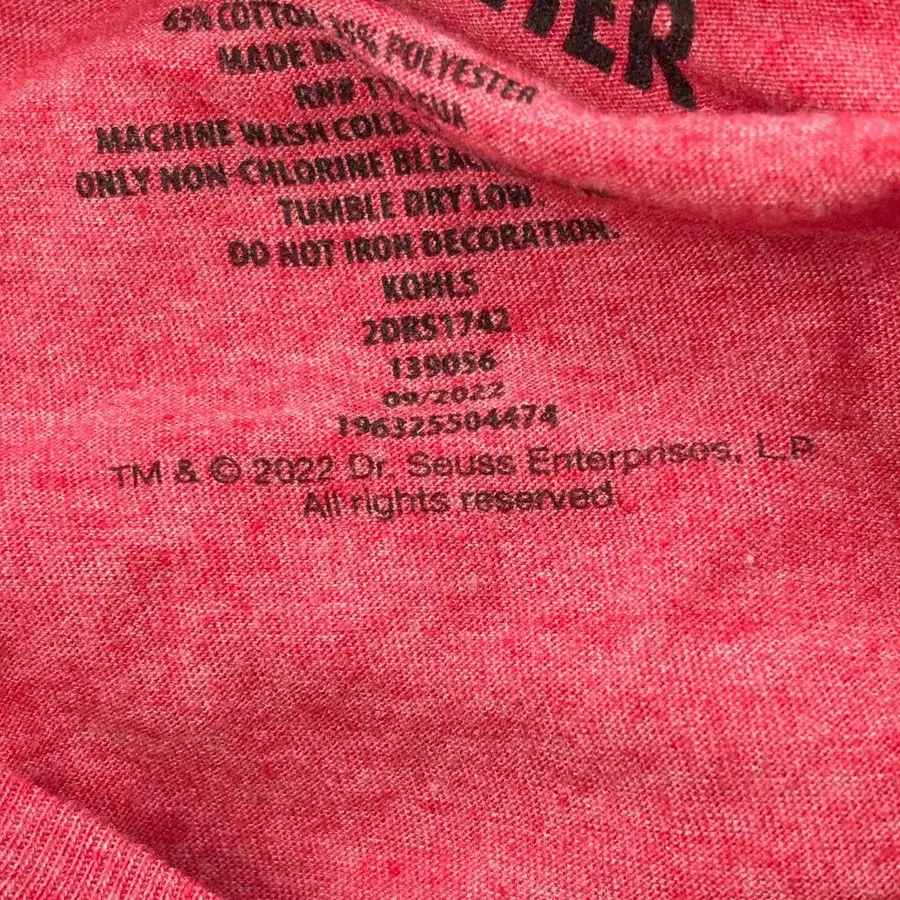 COTTON
% POLYESTER
MADE IN
RN#
MACHINE WASH COLD
ONLY NON-CHLORINE
TUMBLE DRY LOW.
DO NOT IRON DECORATION.
KOHLS
2DRS1742
139056
09/2022
196325504474
TM & © 2022 Dr. Seuss Enterprises, L.P.
All rights reserved.